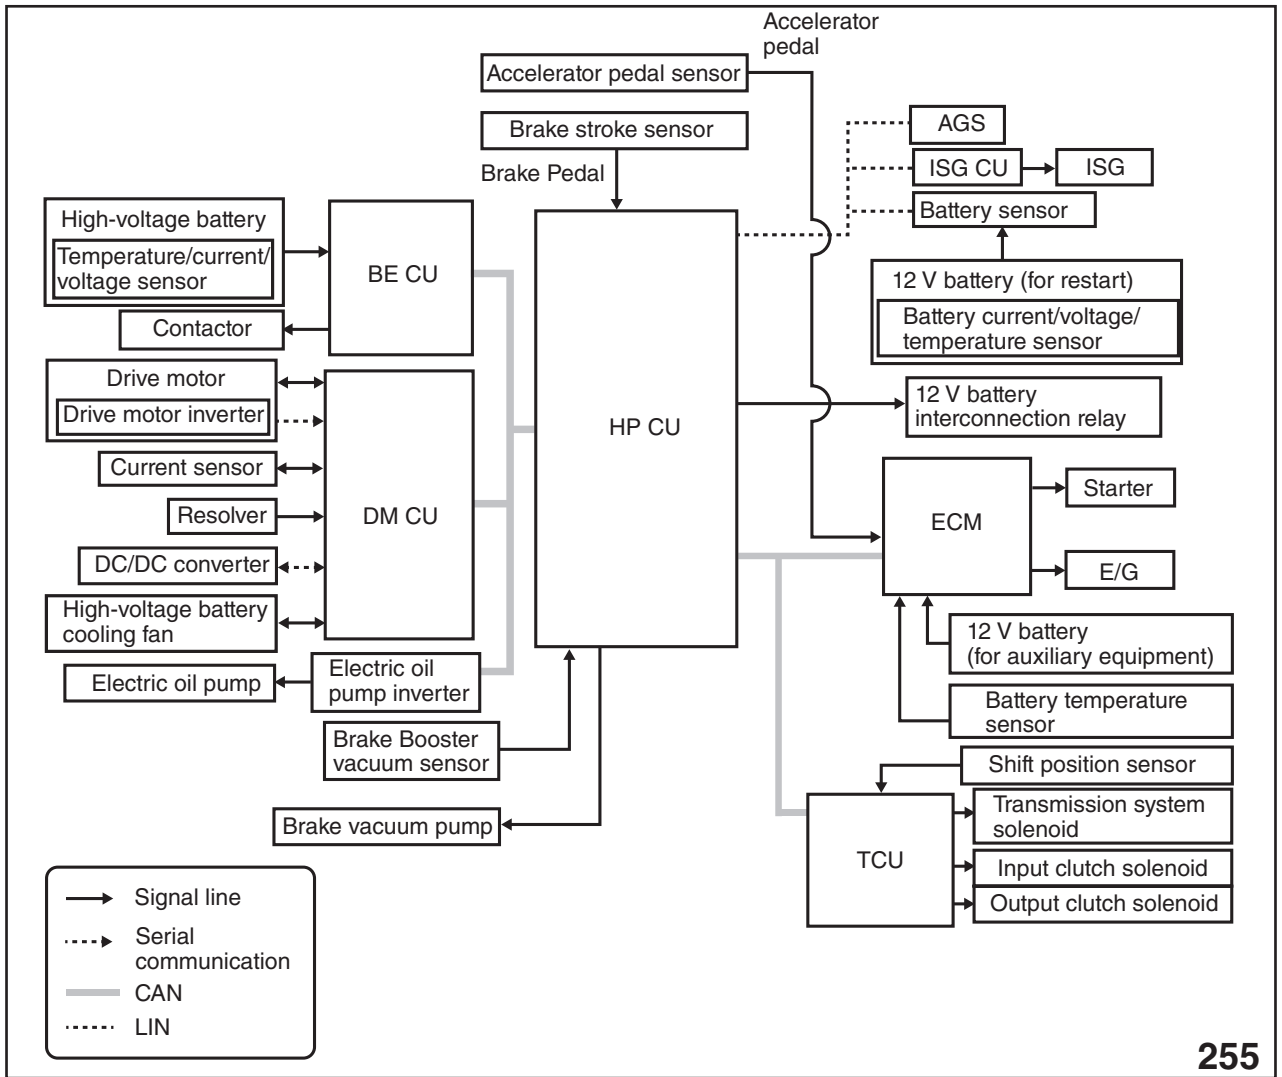 Accelerator
pedal
Accelerator pedal sensor
Brake stroke sensor
Brake Pedal
AGS
ISG CU
ISG
Battery sensor
High-voltage battery
Temperature/current/
voltage sensor
BE CU
Contactor
12 V battery (for restart)
Battery current/voltage/
temperature sensor
Drive motor
Drive motor inverter
HP CU
12 V battery
interconnection relay
Current sensor
Resolver
DM CU
DC/DC converter
High-voltage battery
cooling fan
ECM
Starter
E/G
12 V battery
(for auxiliary equipment)
Electric oil pump
Electric oil
pump inverter
Battery temperature
sensor
Brake Booster
vacuum sensor
Shift position sensor
Brake vacuum pump
TCU
Transmission system
solenoid
Input clutch solenoid
Output clutch solenoid
Signal line
Serial
communication
CAN
LIN
255